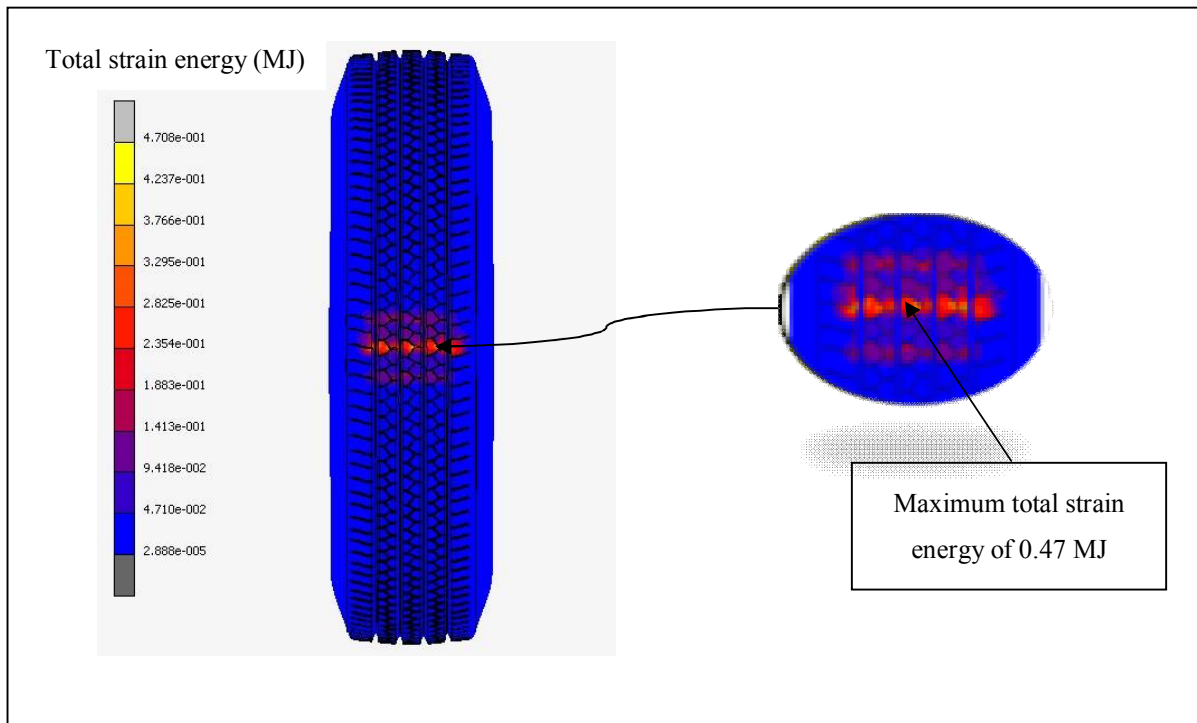 Total strain energy (MJ)
4.708e-001
4.237e-001
3.766e-001
3.295e-001
2.825e-001
2.354e-001
1.883e-001
1.413e-001
9.418e-002
4.710e-002
2.888e-005
Maximum total strain
energy of 0.47 MJ